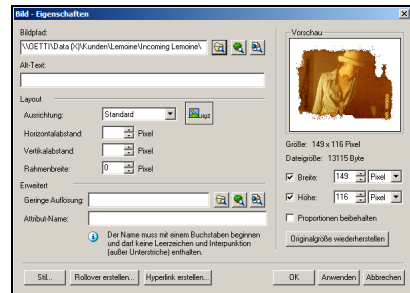 Bild - Eigenschaften
Bildpfad:
\\OETTI\Data (X)\Kunden\Lemoine\Incoming Lemoine\
Alt-Text:
Layout
Ausrichtung:
Standard
xyz
Horizontalabstand:
Pixel
Vertikalabstand:
Pixel
Rahmenbreite:
0
Pixel
Erweitert
Geringe Auflösung:
Attribut-Name:
Der Name muss mit einem Buchstaben beginnen
und darf keine Leerzeichen und Interpunktion
(außer Unterstriche) enthalten.
Vorschau
Größe: 149 x 116 Pixel
Dateigröße: 13115 Byte
Breite: 149 Pixel
Höhe: 116 Pixel
Proportionen beibehalten
Originalgröße wiederherstellen
Stil...
Rollover erstellen...
Hyperlink erstellen...
OK
Anwenden
Abbrechen